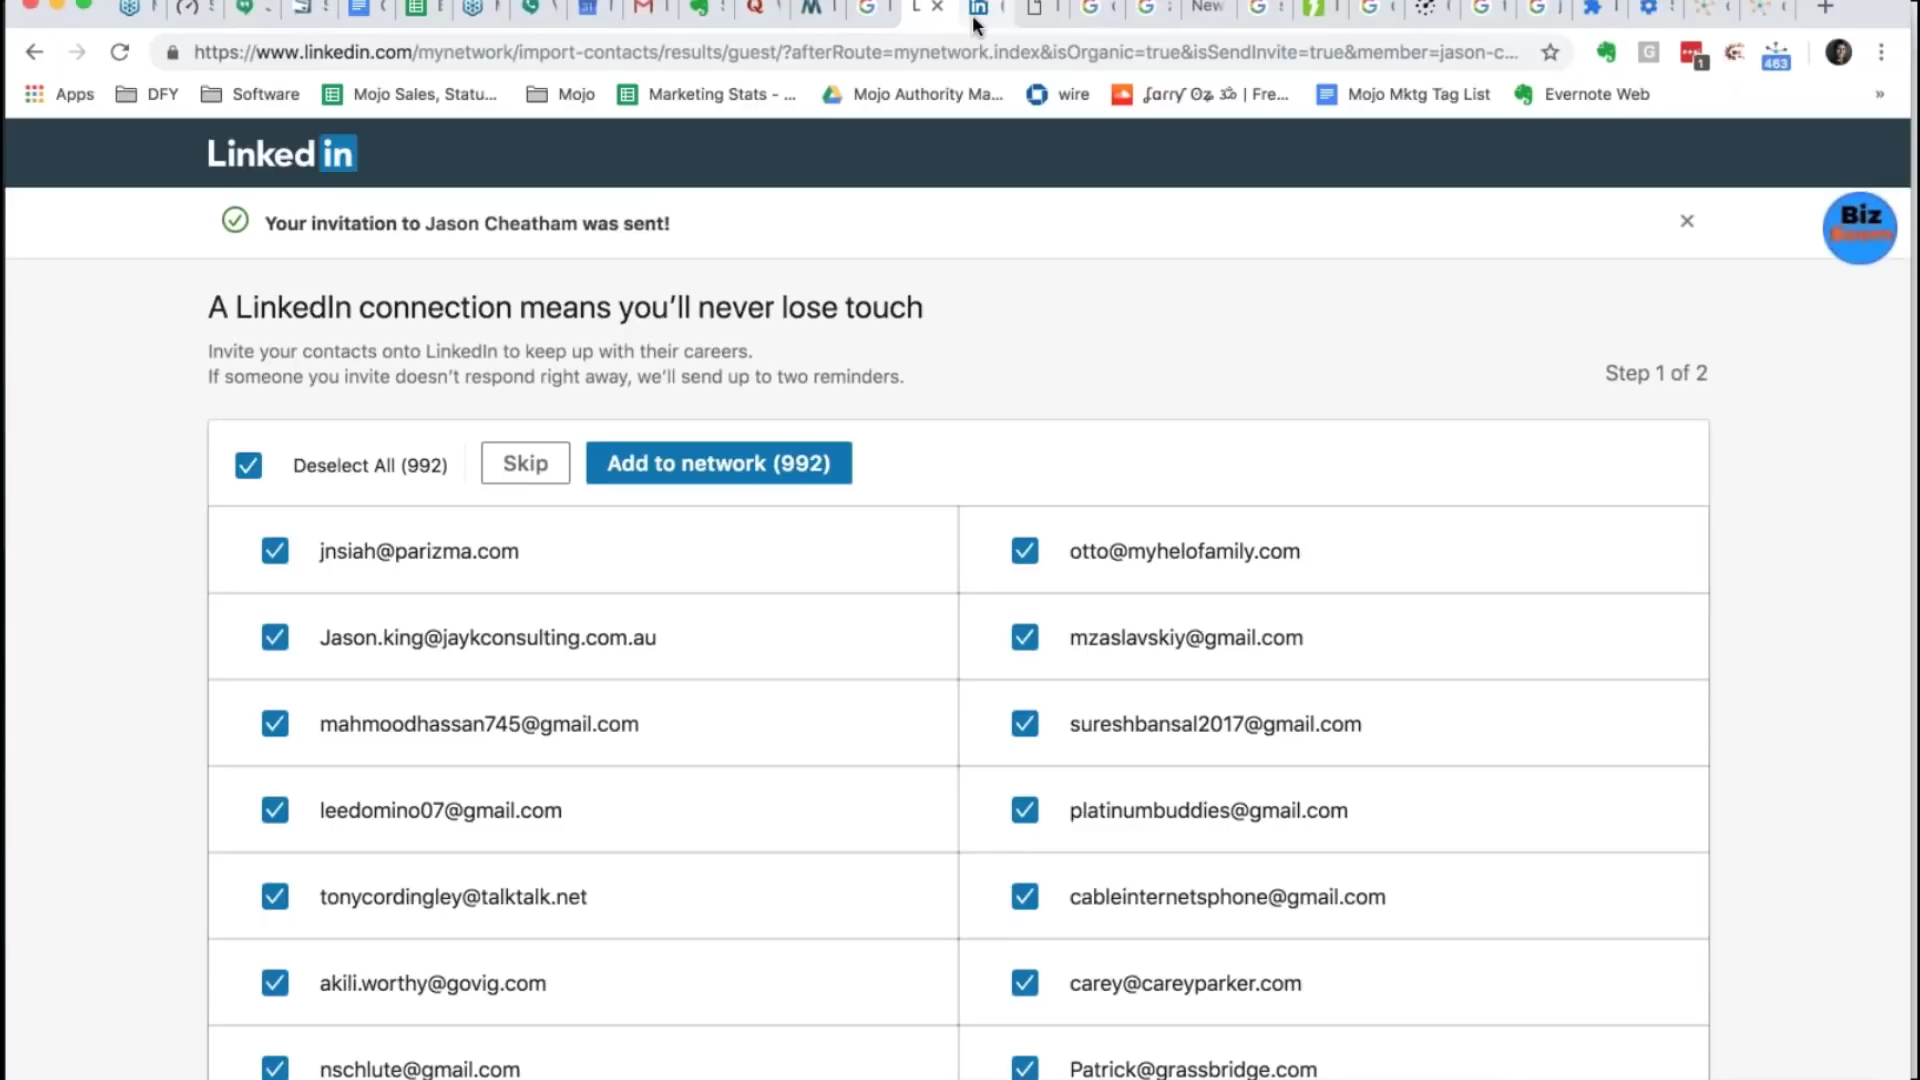 New
https://www.linkedin.com/mynetwork/import-contacts/results/guest/?afterRoute=mynetwork.index&isOrganic=true&isSendInvite=true&member=jason-c...
1
463
Apps
DFY
Software
Mojo Sales, Statu...
Mojo
Marketing Stats - ...
Mojo Authority Ma...
wire
| Fre...
Mojo Mktg Tag List
Evernote Web
»
Linked in
Your invitation to Jason Cheatham was sent!
Biz
A LinkedIn connection means you’ll never lose touch
Invite your contacts onto LinkedIn to keep up with their careers.
If someone you invite doesn’t respond right away, we’ll send up to two reminders.
Step 1 of 2
Deselect All (992)
Skip
Add to network (992)
jnsiah@parizma.com
otto@myhelofamily.com
Jason.king@jaykconsulting.com.au
mzaslavskiy@gmail.com
mahmoodhassan745@gmail.com
sureshbansal2017@gmail.com
leedomino07@gmail.com
platinumbuddies@gmail.com
tonycordingley@talktalk.net
cableinternetsphone@gmail.com
akili.worthy@govig.com
carey@careyparker.com
nschlute@gmail.com
Patrick@grassbridge.com